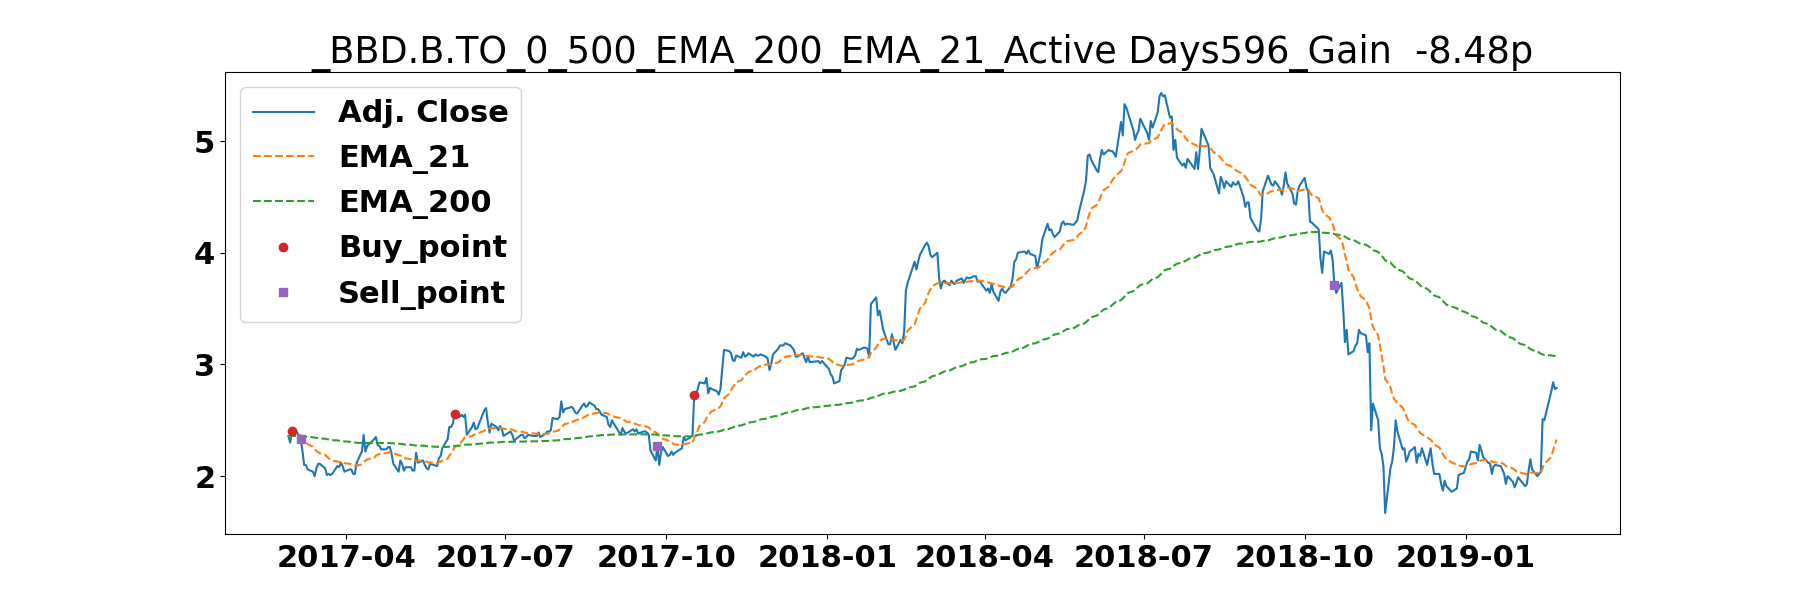 _BBD.B.TO_0_500_EMA_200_EMA_21_Active Days596_Gain  -8.48p
Adj. Close
EMA_21
EMA_200
Buy_point
Sell_point
5
4
3
2
2017-04 2017-07 2017-10 2018-01 2018-04 2018-07 2018-10 2019-01